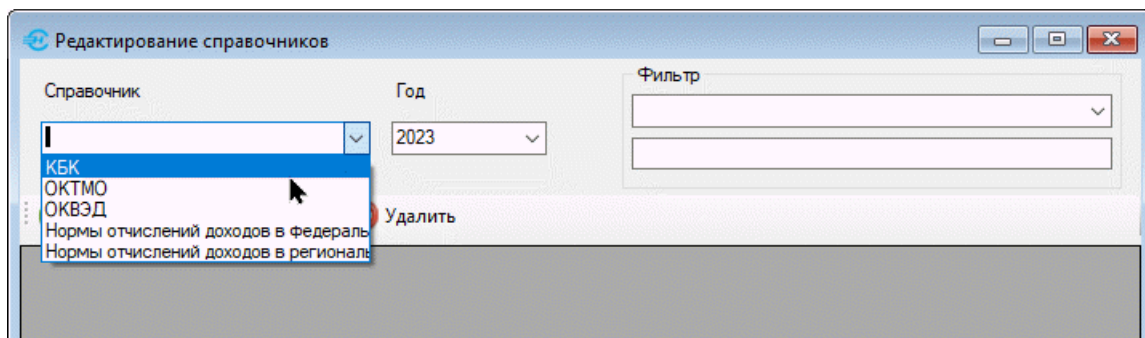 Редактирование справочников
Справочник
Год
Фильтр
2023
КБК
ОКТМО
ОКВЭД
Нормы отчислений доходов в федераль
Нормы отчислений доходов в региональ
Удалить